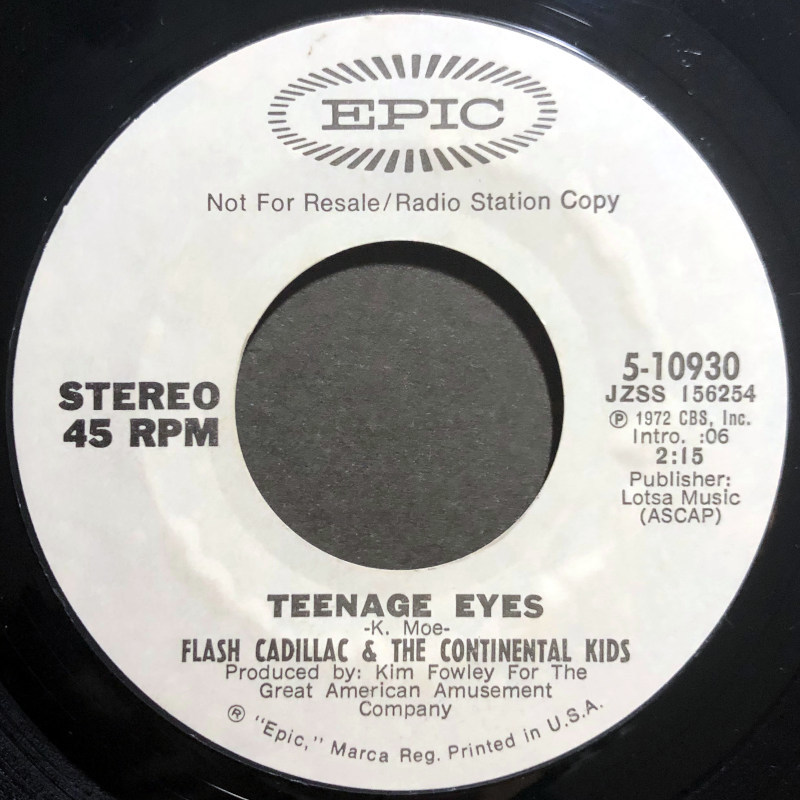 EPIC
Not For Resale/Radio Station Copy
STEREO
45 RPM
5-10930
JZSS 156254
Ⓟ 1972 CBS, Inc.
Intro. :06
2:15
Publisher:
Lotsa Music
(ASCAP)
TEENAGE EYES
-K. Moe-
FLASH CADILLAC & THE CONTINENTAL KIDS
Produced by: Kim Fowley For The
Great American Amusement
Company
® "Epic," Marca Reg. Printed in U.S.A.